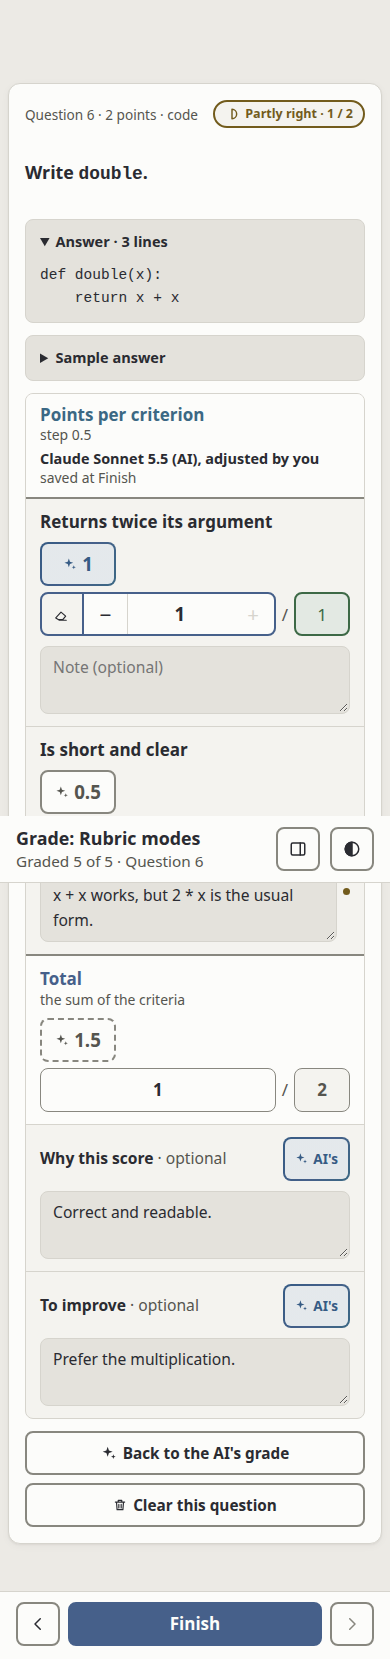 Question 6 · 2 points · code
Partly right · 1 / 2
Write double.
Answer · 3 lines
def double(x):
    return x + x
Sample answer
Points per criterion
step 0.5
Claude Sonnet 5.5 (AI), adjusted by you
saved at Finish
Returns twice its argument
1
− 1 + / 1
Note (optional)
Is short and clear
0.5
Grade: Rubric modes
Graded 5 of 5 · Question 6
x + x works, but 2 * x is the usual
form.
Total
the sum of the criteria
1.5
1 / 2
Why this score · optional
AI's
Correct and readable.
To improve · optional
AI's
Prefer the multiplication.
Back to the AI's grade
Clear this question
Finish